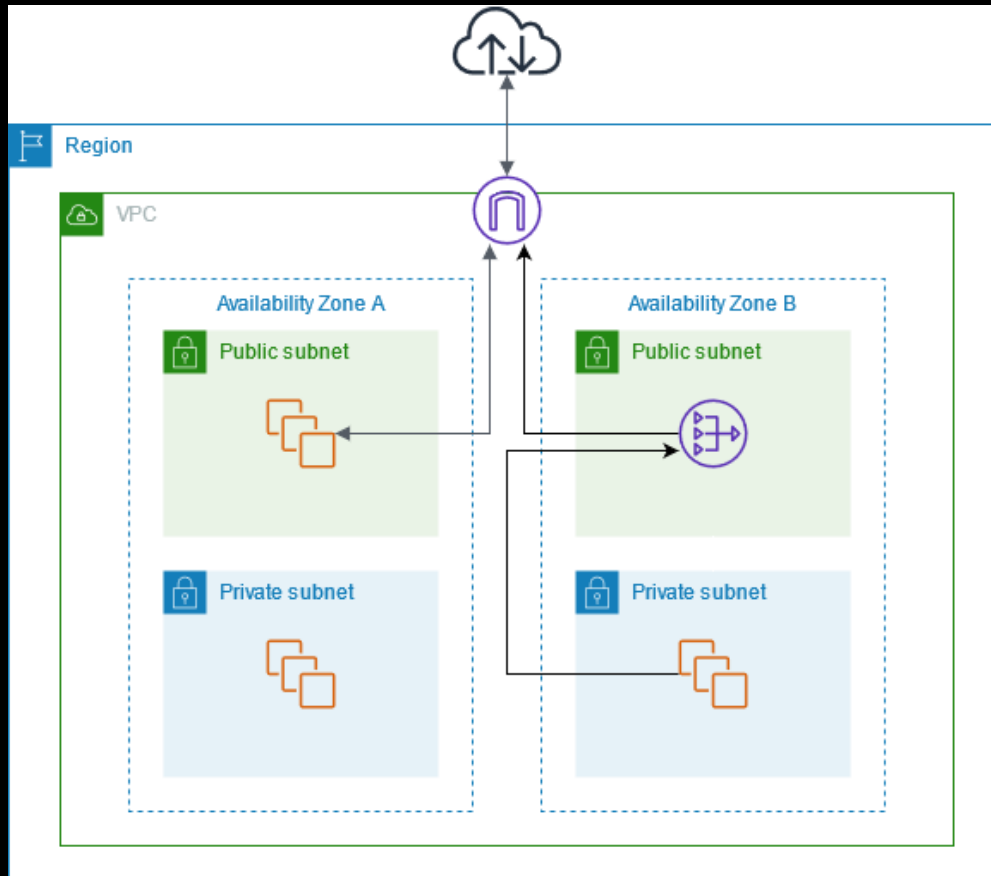 Region
VPC
Availability Zone A
Availability Zone B
Public subnet
Public subnet
Private subnet
Private subnet